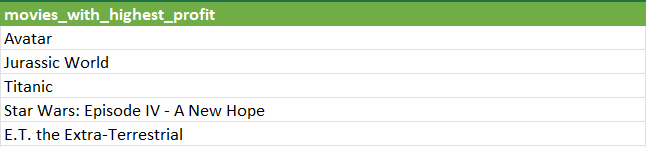 movies_with_highest_profit
Avatar
Jurassic World
Titanic
Star Wars: Episode IV - A New Hope
E.T. the Extra-Terrestrial